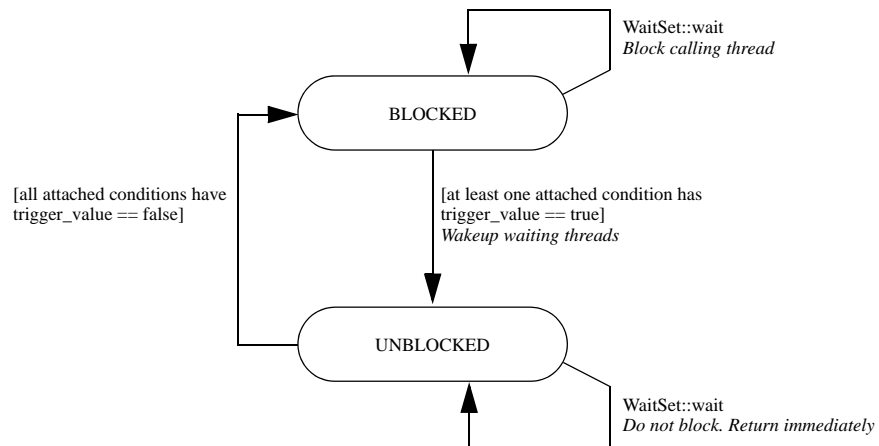 WaitSet::wait
Block calling thread
BLOCKED
[all attached conditions have
trigger_value == false]
[at least one attached condition has
trigger_value == true]
Wakeup waiting threads
UNBLOCKED
WaitSet::wait
Do not block. Return immediately